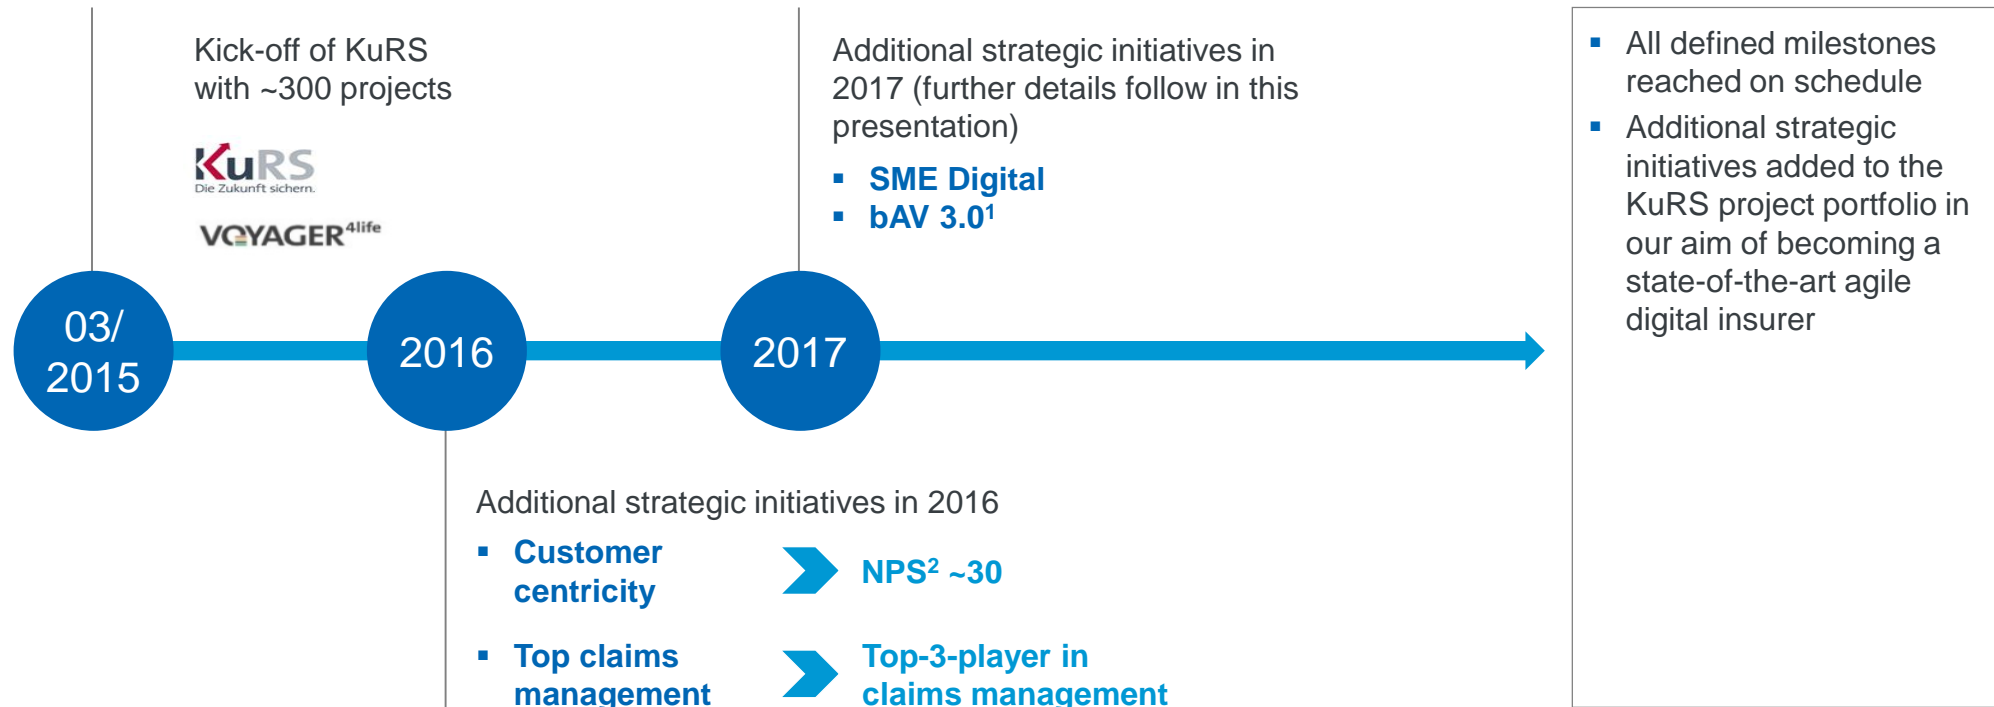 Kick-off of KuRS
with ~300 projects
KuRS
Die Zukunft sichern.
VOYAGER⁴life
Additional strategic initiatives in
2017 (further details follow in this
presentation)
▪ SME Digital
▪ bAV 3.0¹
03/
2015
2016
2017
Additional strategic initiatives in 2016
▪ Customer
centricity
NPS² ~30
▪ Top claims
management
Top-3-player in
claims management
▪ All defined milestones
reached on schedule
▪ Additional strategic
initiatives added to the
KuRS project portfolio in
our aim of becoming a
state-of-the-art agile
digital insurer